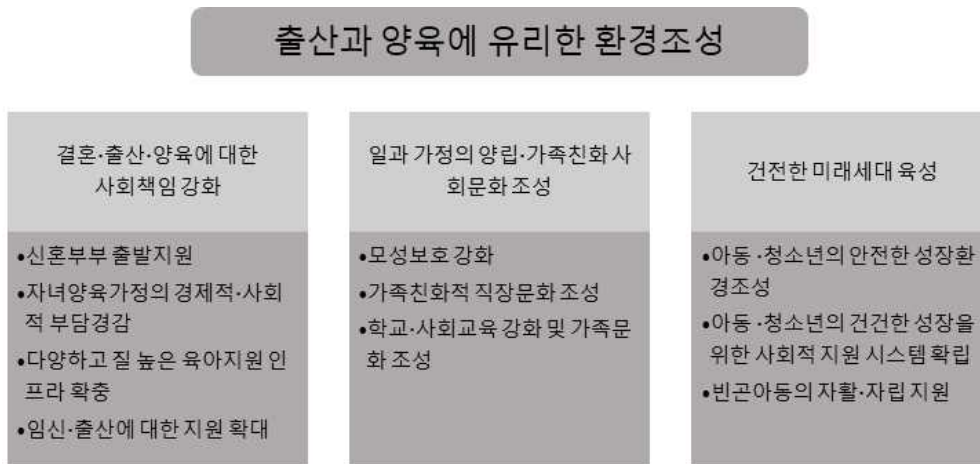 출산과 양육에 유리한 환경조성
결혼·출산·양육에 대한
사회책임 강화
•신혼부부 출발지원
•자녀양육가정의 경제적·사회
적 부담경감
•다양하고 질 높은 육아지원 인
프라 확충
•임신·출산에 대한 지원 확대
일과 가정의 양립·가족친화 사
회문화 조성
•모성보호 강화
•가족친화적 직장문화 조성
•학교·사회교육 강화 및 가족문
화 조성
건전한 미래세대 육성
•아동·청소년의 안전한 성장환
경조성
•아동·청소년의 건건한 성장을
위한 사회적 지원 시스템 확립
•빈곤아동의 자활·자립 지원